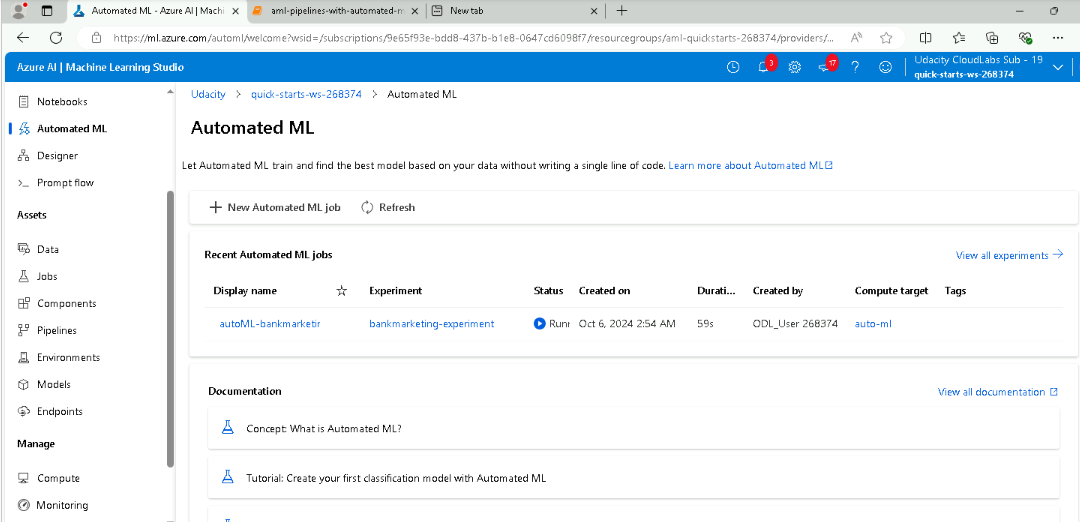 Automated ML - Azure AI | Machi
aml-pipelines-with-automated-m
New tab
https://ml.azure.com/automl/welcome?wsid=/subscriptions/9e65f93e-bdd8-437b-b1e8-0647cd6098f7/resourcegroups/aml-quickstarts-268374/providers/...
Azure AI | Machine Learning Studio
3
17
?
Udacity CloudLabs Sub - 19
quick-starts-ws-268374
Notebooks
Automated ML
Designer
Prompt flow
Assets
Data
Jobs
Components
Pipelines
Environments
Models
Endpoints
Manage
Compute
Monitoring
Udacity > quick-starts-ws-268374 > Automated ML
Automated ML
Let Automated ML train and find the best model based on your data without writing a single line of code. Learn more about Automated ML
New Automated ML job Refresh
Recent Automated ML jobs View all experiments
Display name Experiment Status Created on Durati... Created by Compute target Tags
autoML-bankmarketir bankmarketing-experiment Runr Oct 6, 2024 2:54 AM 59s ODL_User 268374 auto-ml
Documentation View all documentation
Concept: What is Automated ML?
Tutorial: Create your first classification model with Automated ML